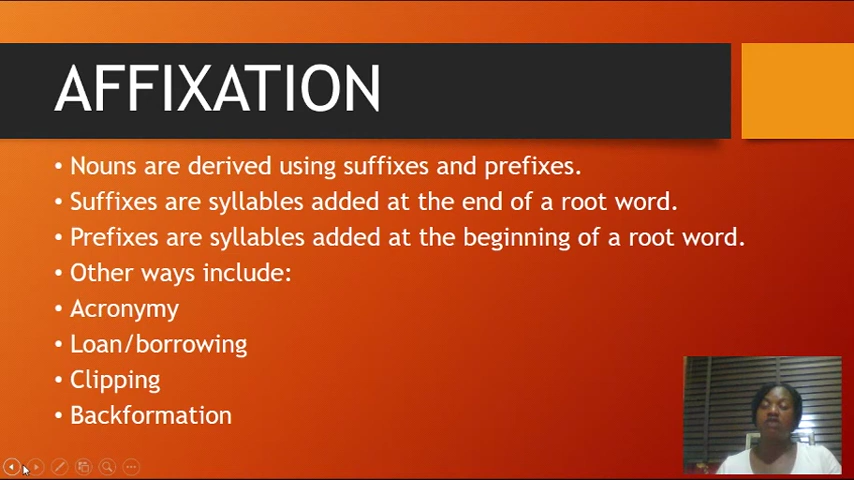 AFFIXATION
• Nouns are derived using suffixes and prefixes.
• Suffixes are syllables added at the end of a root word.
• Prefixes are syllables added at the beginning of a root word.
• Other ways include:
• Acronymy
• Loan/borrowing
• Clipping
• Backformation